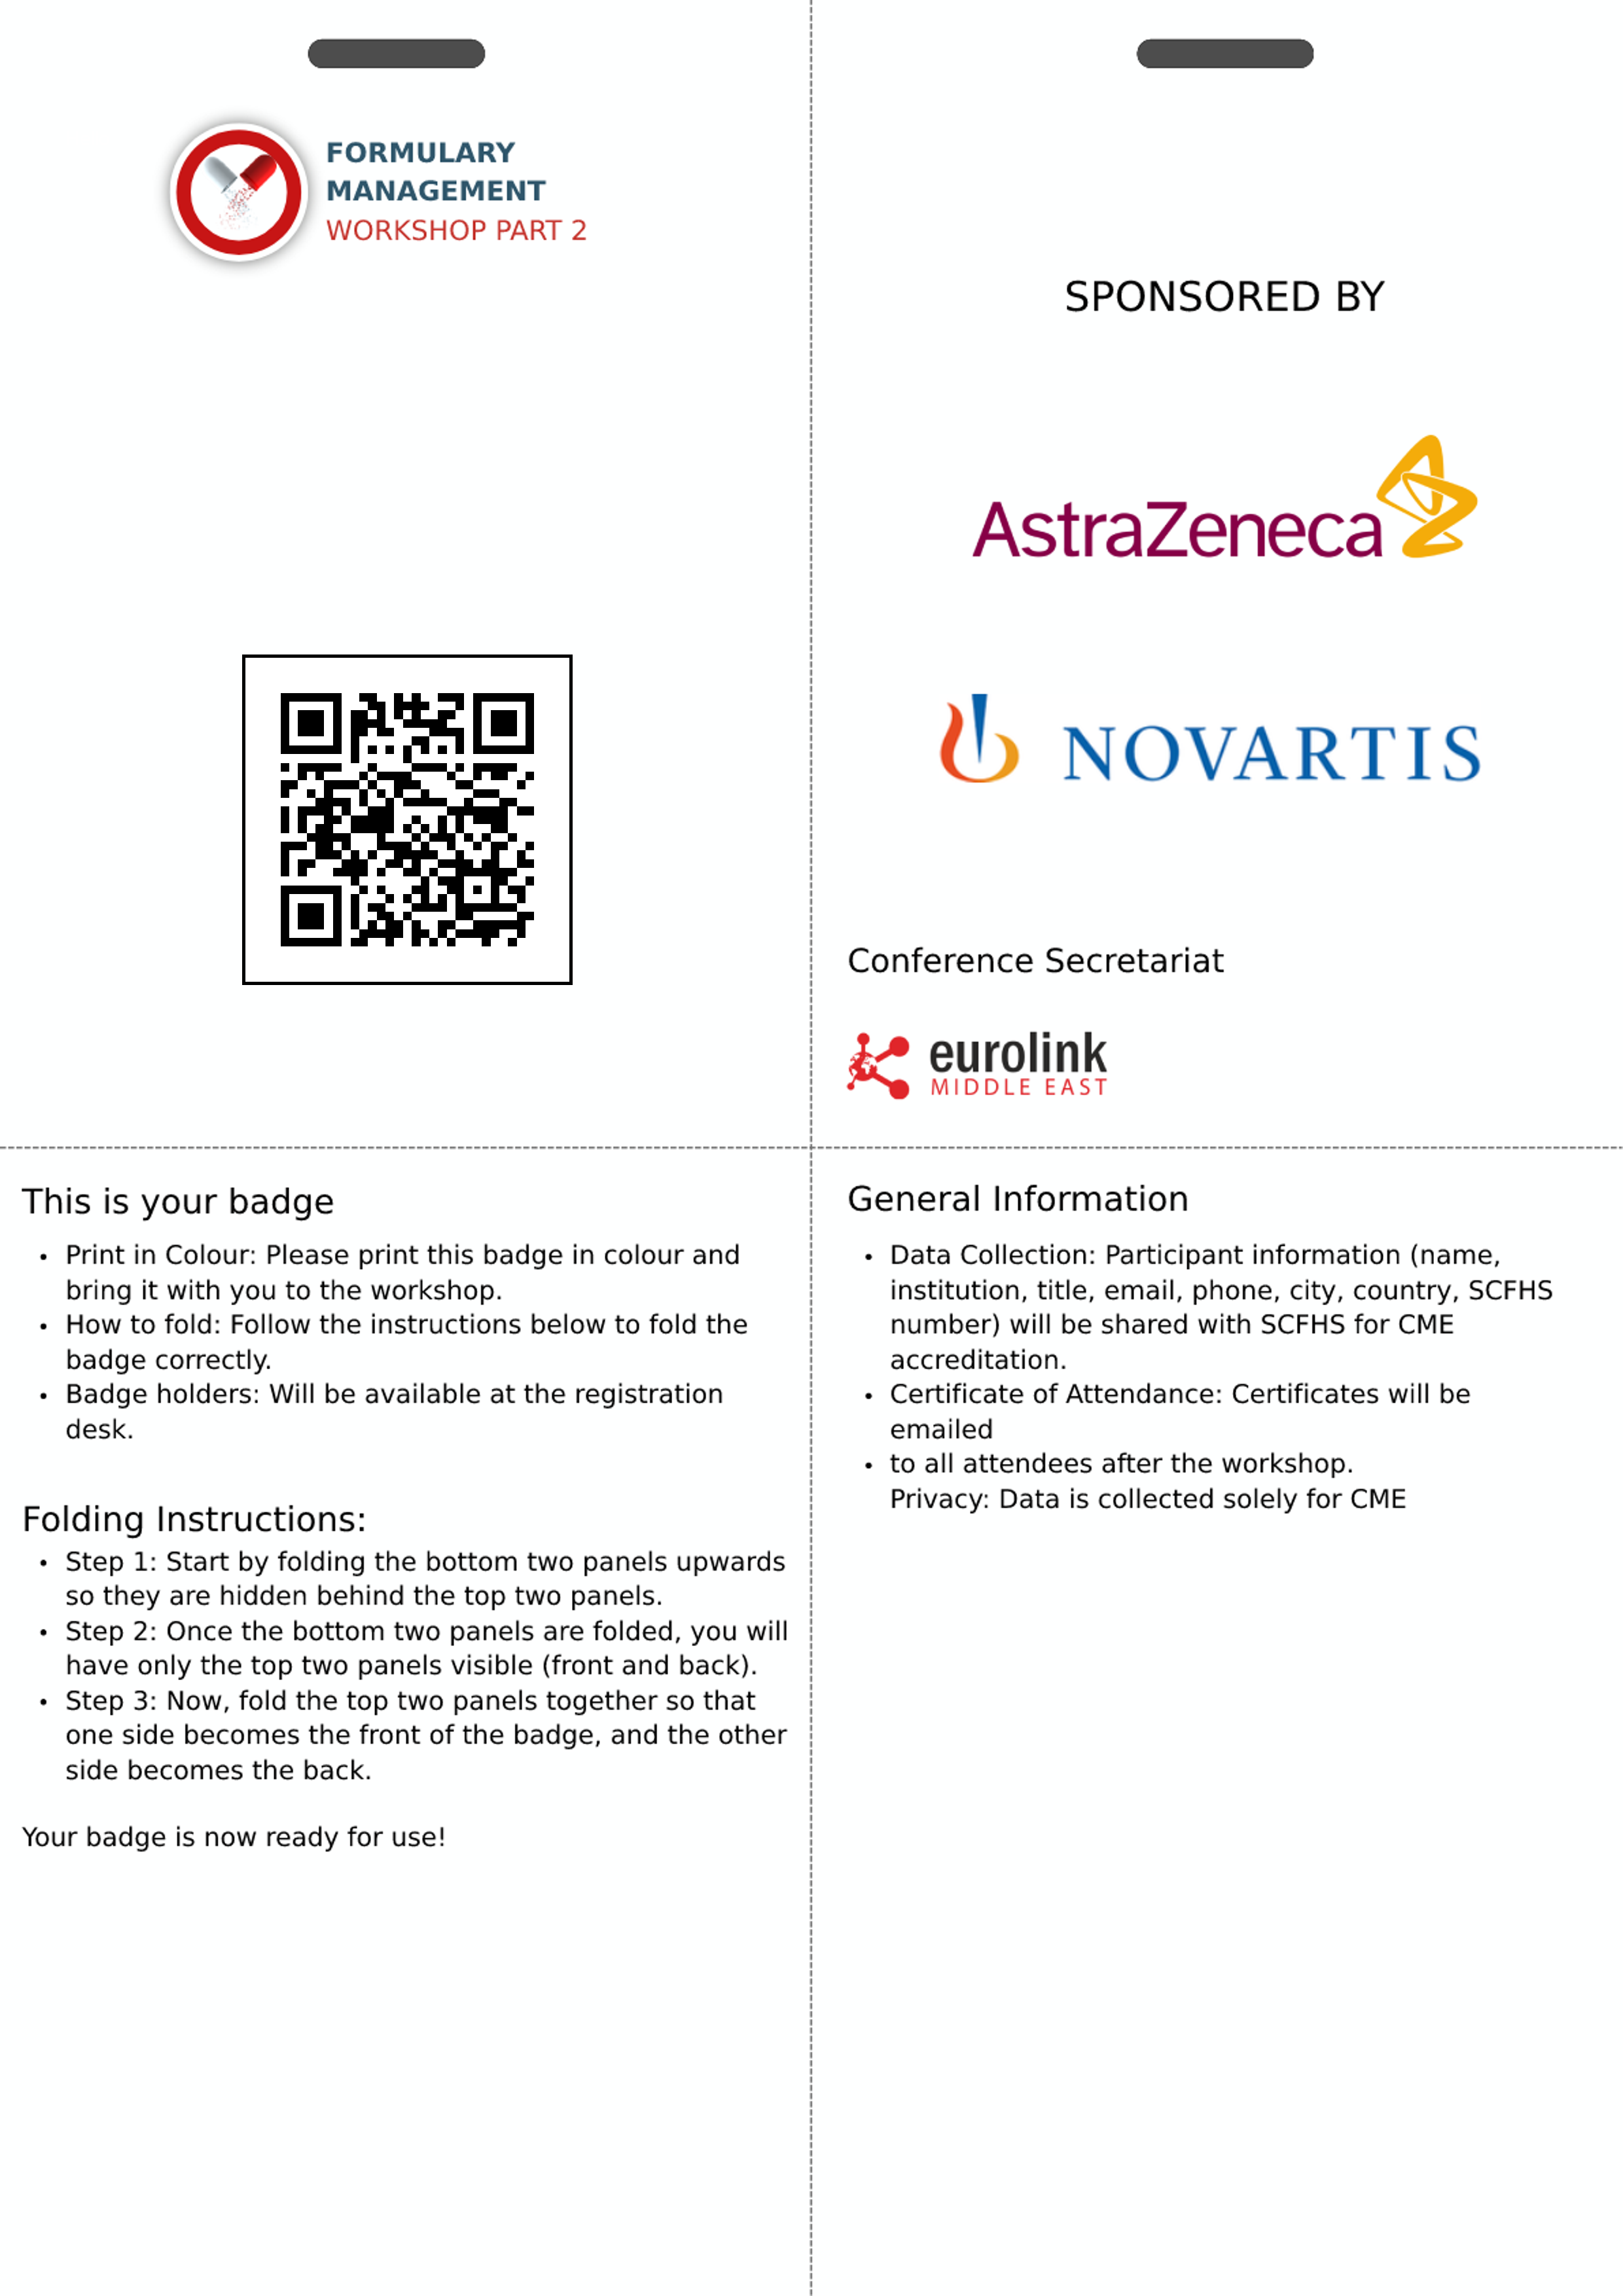 FORMULARY
MANAGEMENT
WORKSHOP PART 2
SPONSORED BY
AstraZeneca
NOVARTIS
Conference Secretariat
eurolink
MIDDLE EAST
This is your badge
• Print in Colour: Please print this badge in colour and
bring it with you to the workshop.
• How to fold: Follow the instructions below to fold the
badge correctly.
• Badge holders: Will be available at the registration
desk.
Folding Instructions:
• Step 1: Start by folding the bottom two panels upwards
so they are hidden behind the top two panels.
• Step 2: Once the bottom two panels are folded, you will
have only the top two panels visible (front and back).
• Step 3: Now, fold the top two panels together so that
one side becomes the front of the badge, and the other
side becomes the back.
Your badge is now ready for use!
General Information
• Data Collection: Participant information (name,
institution, title, email, phone, city, country, SCFHS
number) will be shared with SCFHS for CME
accreditation.
• Certificate of Attendance: Certificates will be
emailed
• to all attendees after the workshop.
Privacy: Data is collected solely for CME